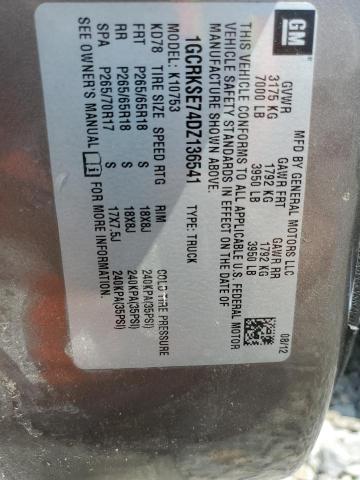 GM
MFD BY GENERAL MOTORS LLC
08/12
GVWR GAWR FRT GAWR RR
3175 KG 1792 KG 1792 KG
7000 LB 3950 LB 3950 LB
THIS VEHICLE CONFORMS TO ALL APPLICABLE U.S. FEDERAL MOTOR
VEHICLE SAFETY STANDARDS IN EFFECT ON THE DATE OF
MANUFACTURE SHOWN ABOVE.
1GCRKSE74DZ136541 TYPE: TRUCK
MODEL: K10753
KD78 TIRE SIZE SPEED RTG RIM COLD TIRE PRESSURE
FRT P265/65R18 S 18X8J 240KPA(35PSI)
RR P265/65R18 S 18X8J 240KPA(35PSI)
SPA P265/70R17 S 17X7.5J 240KPA(35PSI)
SEE OWNER'S MANUAL FOR MORE INFORMATION.